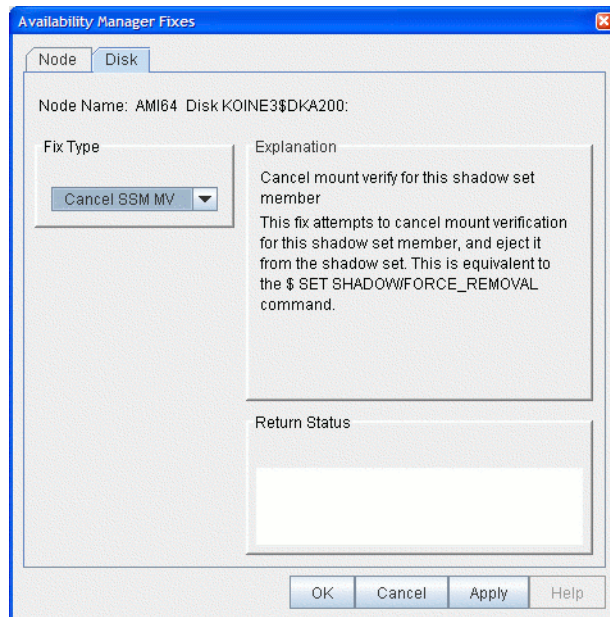 Availability Manager Fixes
Node
Disk
Node Name: AMI64 Disk KOINE3$DKA200:
Fix Type
Cancel SSM MV
Explanation
Cancel mount verify for this shadow set
member
This fix attempts to cancel mount verification
for this shadow set member, and eject it
from the shadow set. This is equivalent to
the $ SET SHADOW/FORCE_REMOVAL
command.
Return Status
OK
Cancel
Apply
Help